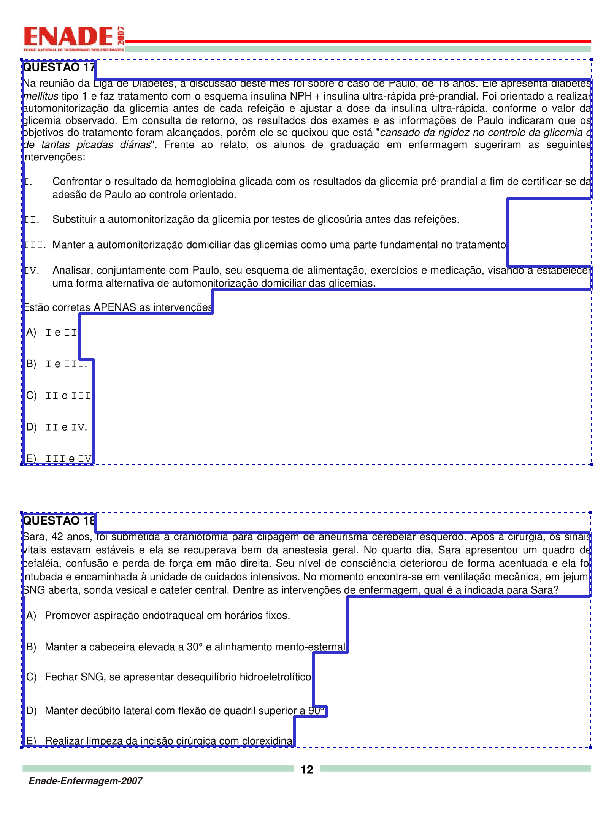 ENADE 2007
EXAME NACIONAL DE DESEMPENHO DOS ESTUDANTES
QUESTÃO 17
Na reunião da Liga de Diabetes, a discussão deste mês foi sobre o caso de Paulo, de 18 anos. Ele apresenta diabetes
mellitus tipo 1 e faz tratamento com o esquema insulina NPH + insulina ultra-rápida pré-prandial. Foi orientado a realizar
automonitorização da glicemia antes de cada refeição e ajustar a dose da insulina ultra-rápida, conforme o valor da
glicemia observado. Em consulta de retorno, os resultados dos exames e as informações de Paulo indicaram que os
objetivos do tratamento foram alcançados, porém ele se queixou que está "cansado da rigidez no controle da glicemia e
de tantas picadas diárias". Frente ao relato, os alunos de graduação em enfermagem sugeriram as seguintes
intervenções:
I. Confrontar o resultado da hemoglobina glicada com os resultados da glicemia pré-prandial a fim de certificar-se da
adesão de Paulo ao controle orientado.
II. Substituir a automonitorização da glicemia por testes de glicosúria antes das refeições.
III. Manter a automonitorização domiciliar das glicemias como uma parte fundamental no tratamento
IV. Analisar, conjuntamente com Paulo, seu esquema de alimentação, exercícios e medicação, visando a estabelecer
uma forma alternativa de automonitorização domiciliar das glicemias.
Estão corretas APENAS as intervenções
A) I e II
B) I e III.
C) II e III
D) II e IV.
E) III e IV
QUESTÃO 18
Sara, 42 anos, foi submetida à craniotomia para clipagem de aneurisma cerebelar esquerdo. Após a cirurgia, os sinais
vitais estavam estáveis e ela se recuperava bem da anestesia geral. No quarto dia, Sara apresentou um quadro de
cefaléia, confusão e perda de força em mão direita. Seu nível de consciência deteriorou de forma acentuada e ela foi
intubada e encaminhada à unidade de cuidados intensivos. No momento encontra-se em ventilação mecânica, em jejum,
SNG aberta, sonda vesical e cateter central. Dentre as intervenções de enfermagem, qual é a indicada para Sara?
A) Promover aspiração endotraqueal em horários fixos.
B) Manter a cabeceira elevada a 30° e alinhamento mento-esternal
C) Fechar SNG, se apresentar desequilíbrio hidroeletrolítico
D) Manter decúbito lateral com flexão de quadril superior a 90°.
E) Realizar limpeza da incisão cirúrgica com clorexidina
12
Enade-Enfermagem-2007